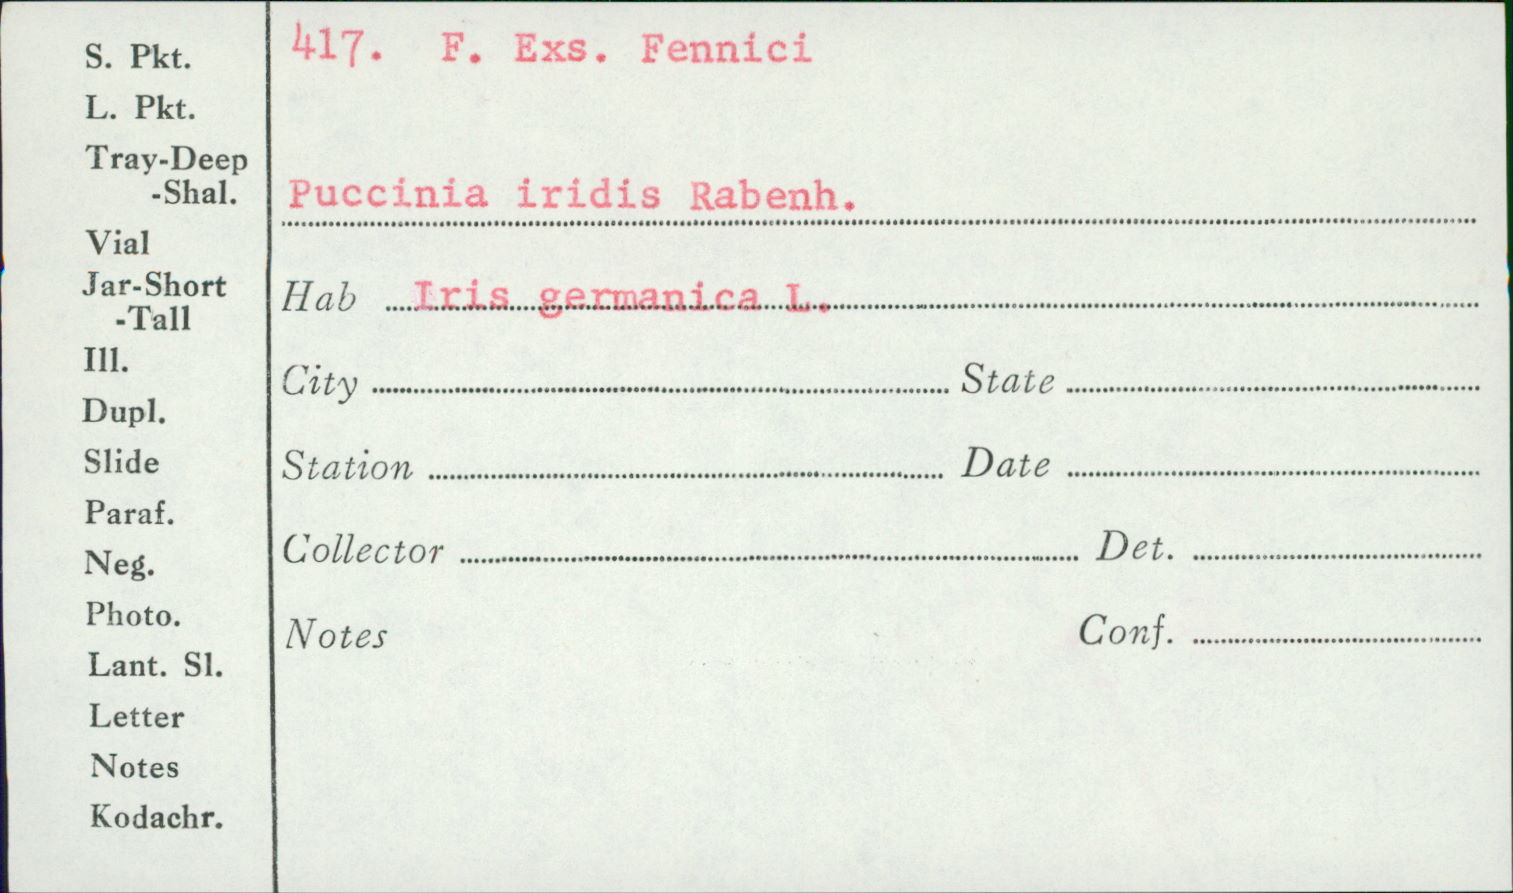 S. Pkt.
L. Pkt.
Tray-Deep
-Shal.
Vial
Jar-Short
-Tall
Ill.
Dupl.
Slide
Paraf.
Neg.
Photo.
Lant. Sl.
Letter
Notes
Kodachr.
417. F. Exs. Fennici
Puccinia iridis Rabenh.
Hab Iris germanica L.
City State
Station Date
Collector Det.
Notes Conf.